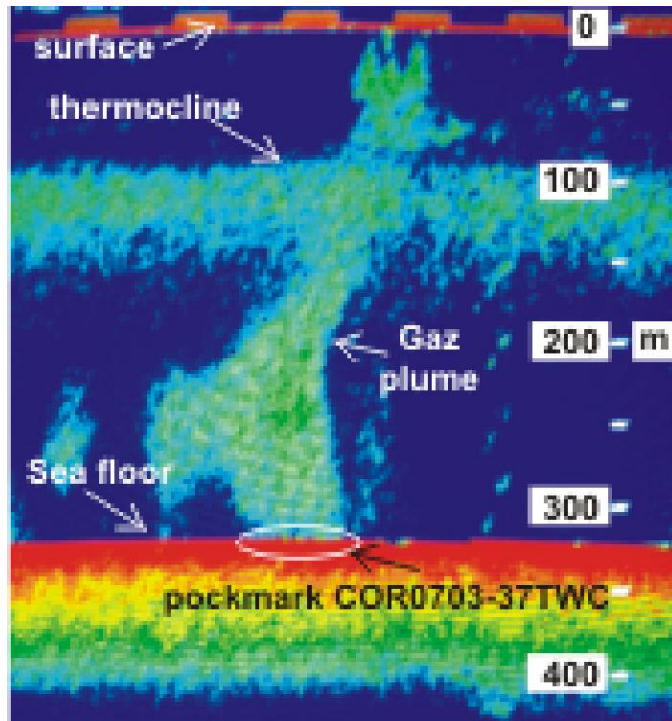 0
surface
thermocline
100
Gaz
plume
200 m
Sea floor
300
pockmark COR0703-37TWC
400